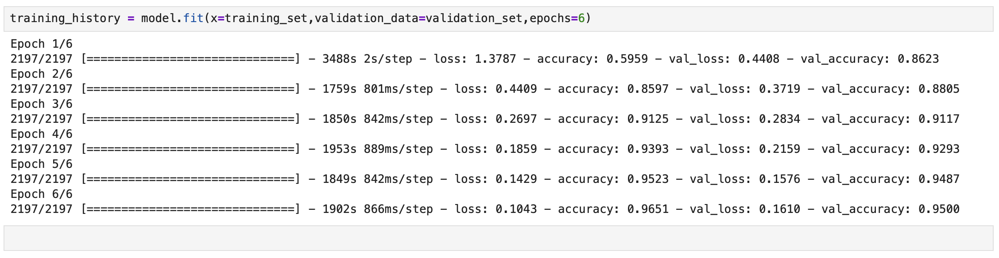 training_history = model.fit(x=training_set,validation_data=validation_set,epochs=6)
Epoch 1/6
2197/2197 [==============================] - 3488s 2s/step - loss: 1.3787 - accuracy: 0.5959 - val_loss: 0.4408 - val_accuracy: 0.8623
Epoch 2/6
2197/2197 [==============================] - 1759s 801ms/step - loss: 0.4409 - accuracy: 0.8597 - val_loss: 0.3719 - val_accuracy: 0.8805
Epoch 3/6
2197/2197 [==============================] - 1850s 842ms/step - loss: 0.2697 - accuracy: 0.9125 - val_loss: 0.2834 - val_accuracy: 0.9117
Epoch 4/6
2197/2197 [==============================] - 1953s 889ms/step - loss: 0.1859 - accuracy: 0.9393 - val_loss: 0.2159 - val_accuracy: 0.9293
Epoch 5/6
2197/2197 [==============================] - 1849s 842ms/step - loss: 0.1429 - accuracy: 0.9523 - val_loss: 0.1576 - val_accuracy: 0.9487
Epoch 6/6
2197/2197 [==============================] - 1902s 866ms/step - loss: 0.1043 - accuracy: 0.9651 - val_loss: 0.1610 - val_accuracy: 0.9500